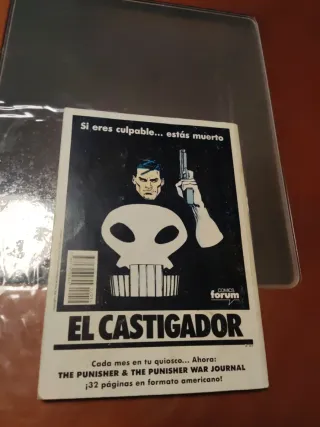 Si eres culpable... estás muerto
COMICS
forum
EL CASTIGADOR
Cada mes en tu quiosco... Ahora:
THE PUNISHER & THE PUNISHER WAR JOURNAL
¡32 páginas en formato americano!